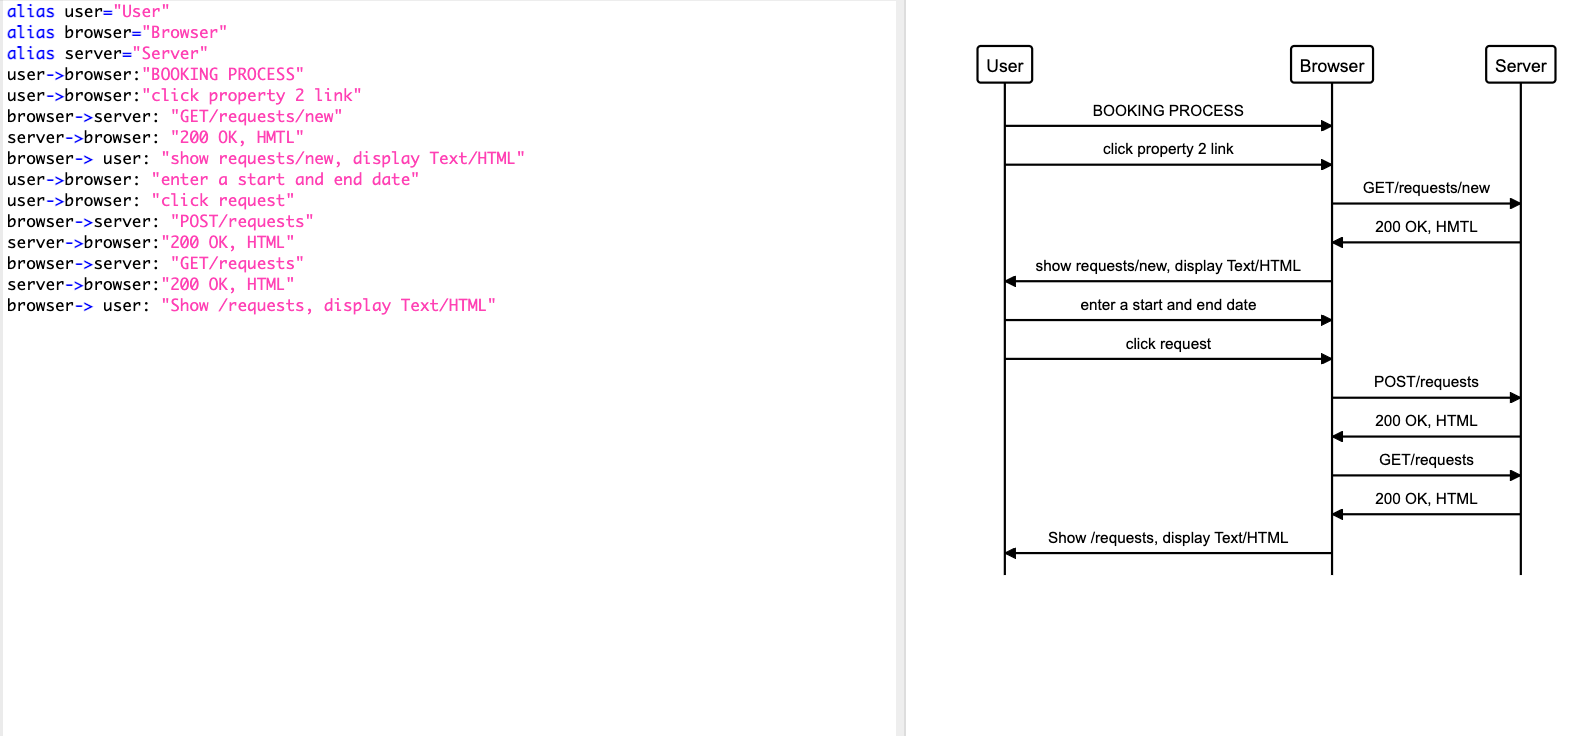 alias user="User"
alias browser="Browser"
alias server="Server"
user->browser:"BOOKING PROCESS"
user->browser:"click property 2 link"
browser->server: "GET/requests/new"
server->browser: "200 OK, HMTL"
browser-> user: "show requests/new, display Text/HTML"
user->browser: "enter a start and end date"
user->browser: "click request"
browser->server: "POST/requests"
server->browser:"200 OK, HTML"
browser->server: "GET/requests"
server->browser:"200 OK, HTML"
browser-> user: "Show /requests, display Text/HTML"
User Browser Server
BOOKING PROCESS
click property 2 link
GET/requests/new
200 OK, HMTL
show requests/new, display Text/HTML
enter a start and end date
click request
POST/requests
200 OK, HTML
GET/requests
200 OK, HTML
Show /requests, display Text/HTML